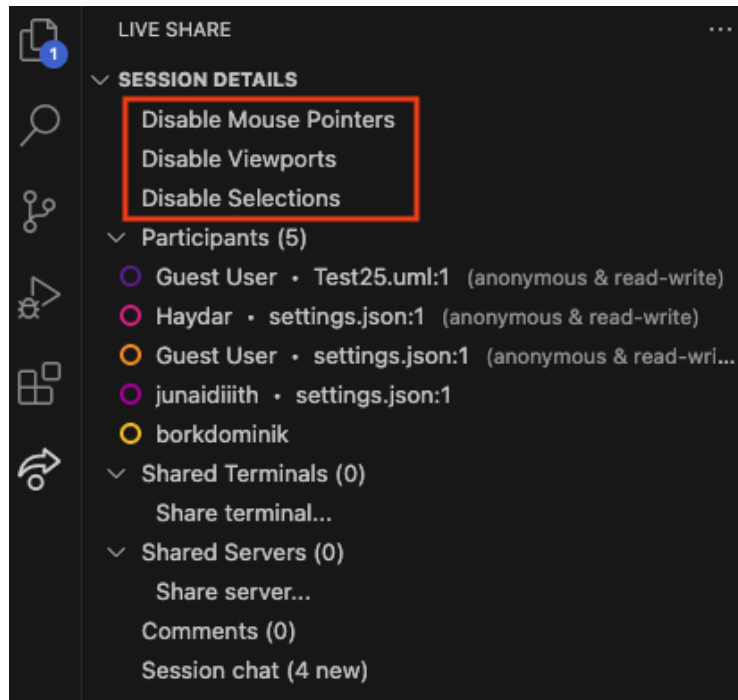 LIVE SHARE
1
SESSION DETAILS
Disable Mouse Pointers
Disable Viewports
Disable Selections
Participants (5)
Guest User • Test25.uml:1 (anonymous & read-write)
Haydar • settings.json:1 (anonymous & read-write)
Guest User • settings.json:1 (anonymous & read-wri...
junaidiiith • settings.json:1
borkdominik
Shared Terminals (0)
Share terminal...
Shared Servers (0)
Share server...
Comments (0)
Session chat (4 new)